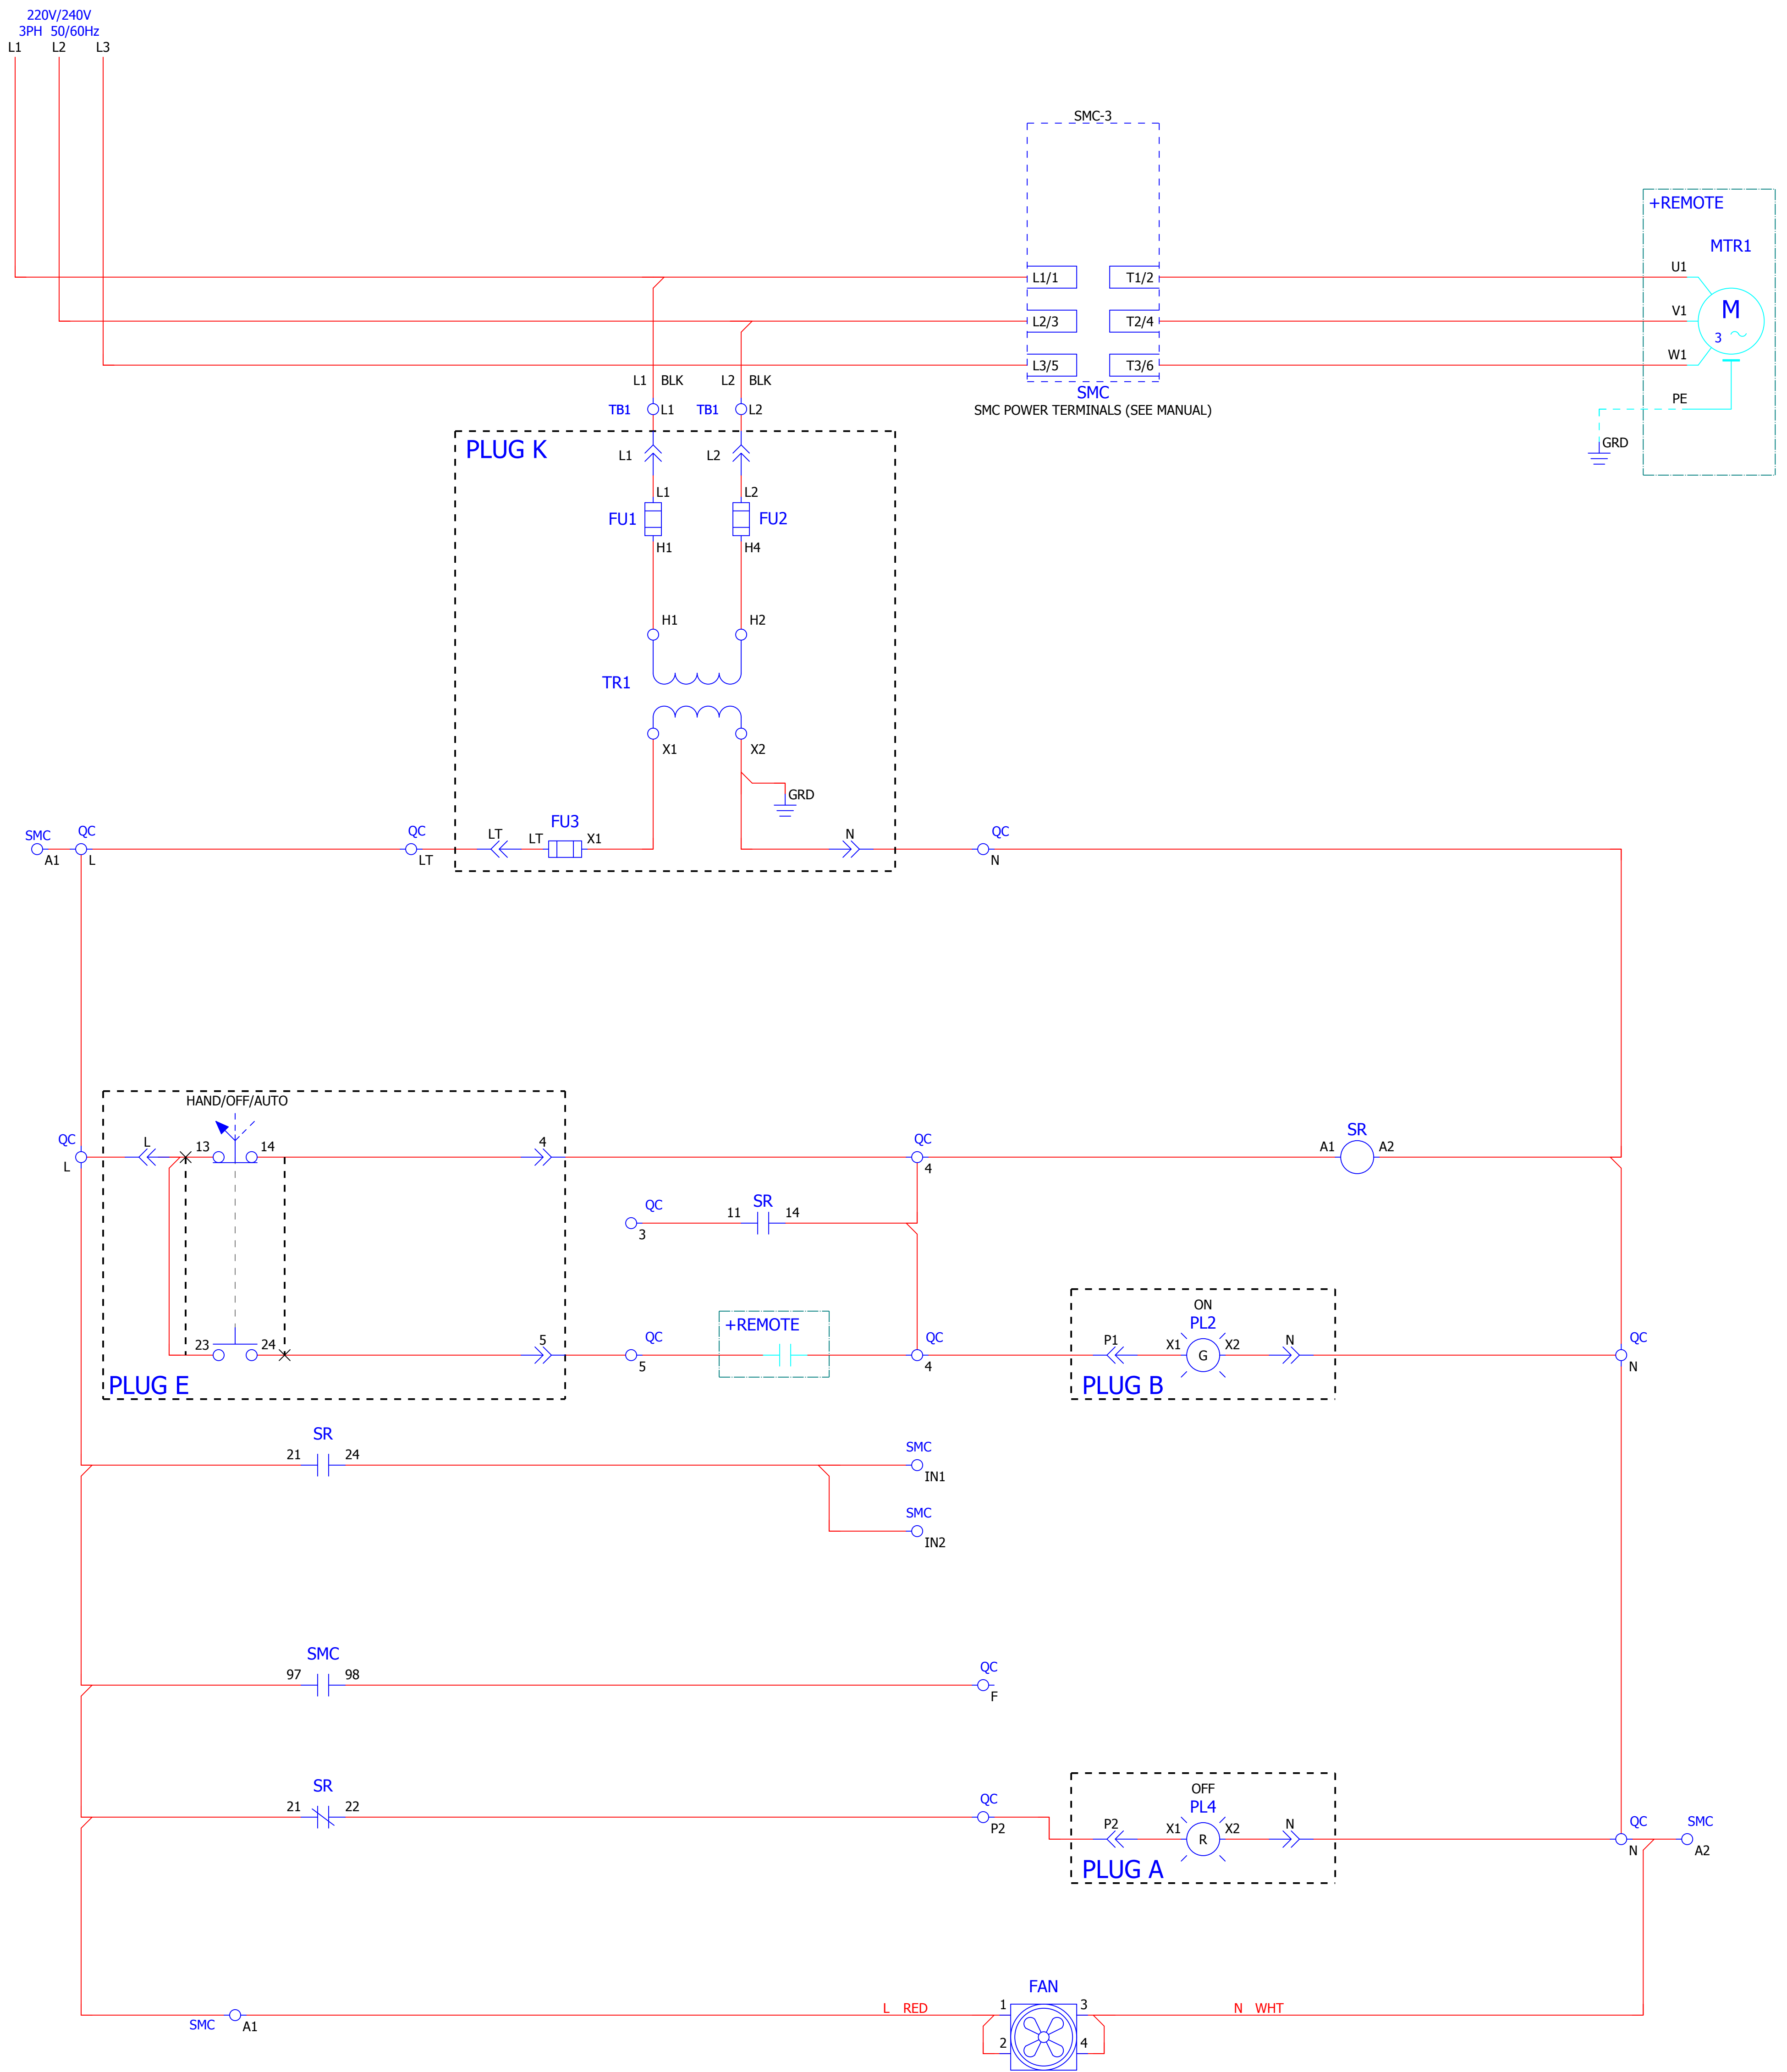 220V/240V
3PH 50/60Hz
L1 L2 L3
SMC-3
+REMOTE
MTR1
L1/1 T1/2 U1
M
3
L2/3 T2/4 V1
L3/5 T3/6 W1
SMC
SMC POWER TERMINALS (SEE MANUAL)
PE
GRD
L1 BLK L2 BLK
TB1 L1 TB1 L2
PLUG K
L1 L2
L1 L2
FU1 FU2
H1 H4
H1 H2
TR1
X1 X2
GRD
SMC QC QC LT FU3 LT X1 N QC
A1 L LT N
HAND/OFF/AUTO
QC L 13 14 4 QC SR
L 4 A1 A2
QC 11 SR 14
3
+REMOTE
ON
PL2
23 24 5 QC P1 X1 G X2 N QC
5 4 N
PLUG E
PLUG B
SR
21 24 SMC
IN1
SMC
IN2
SMC
97 98 QC
F
SR
21 22 QC
P2
OFF
PL4
P2 X1 R X2 N QC SMC
N A2
PLUG A
FAN
L RED 1 3 N WHT
SMC A1
2 4